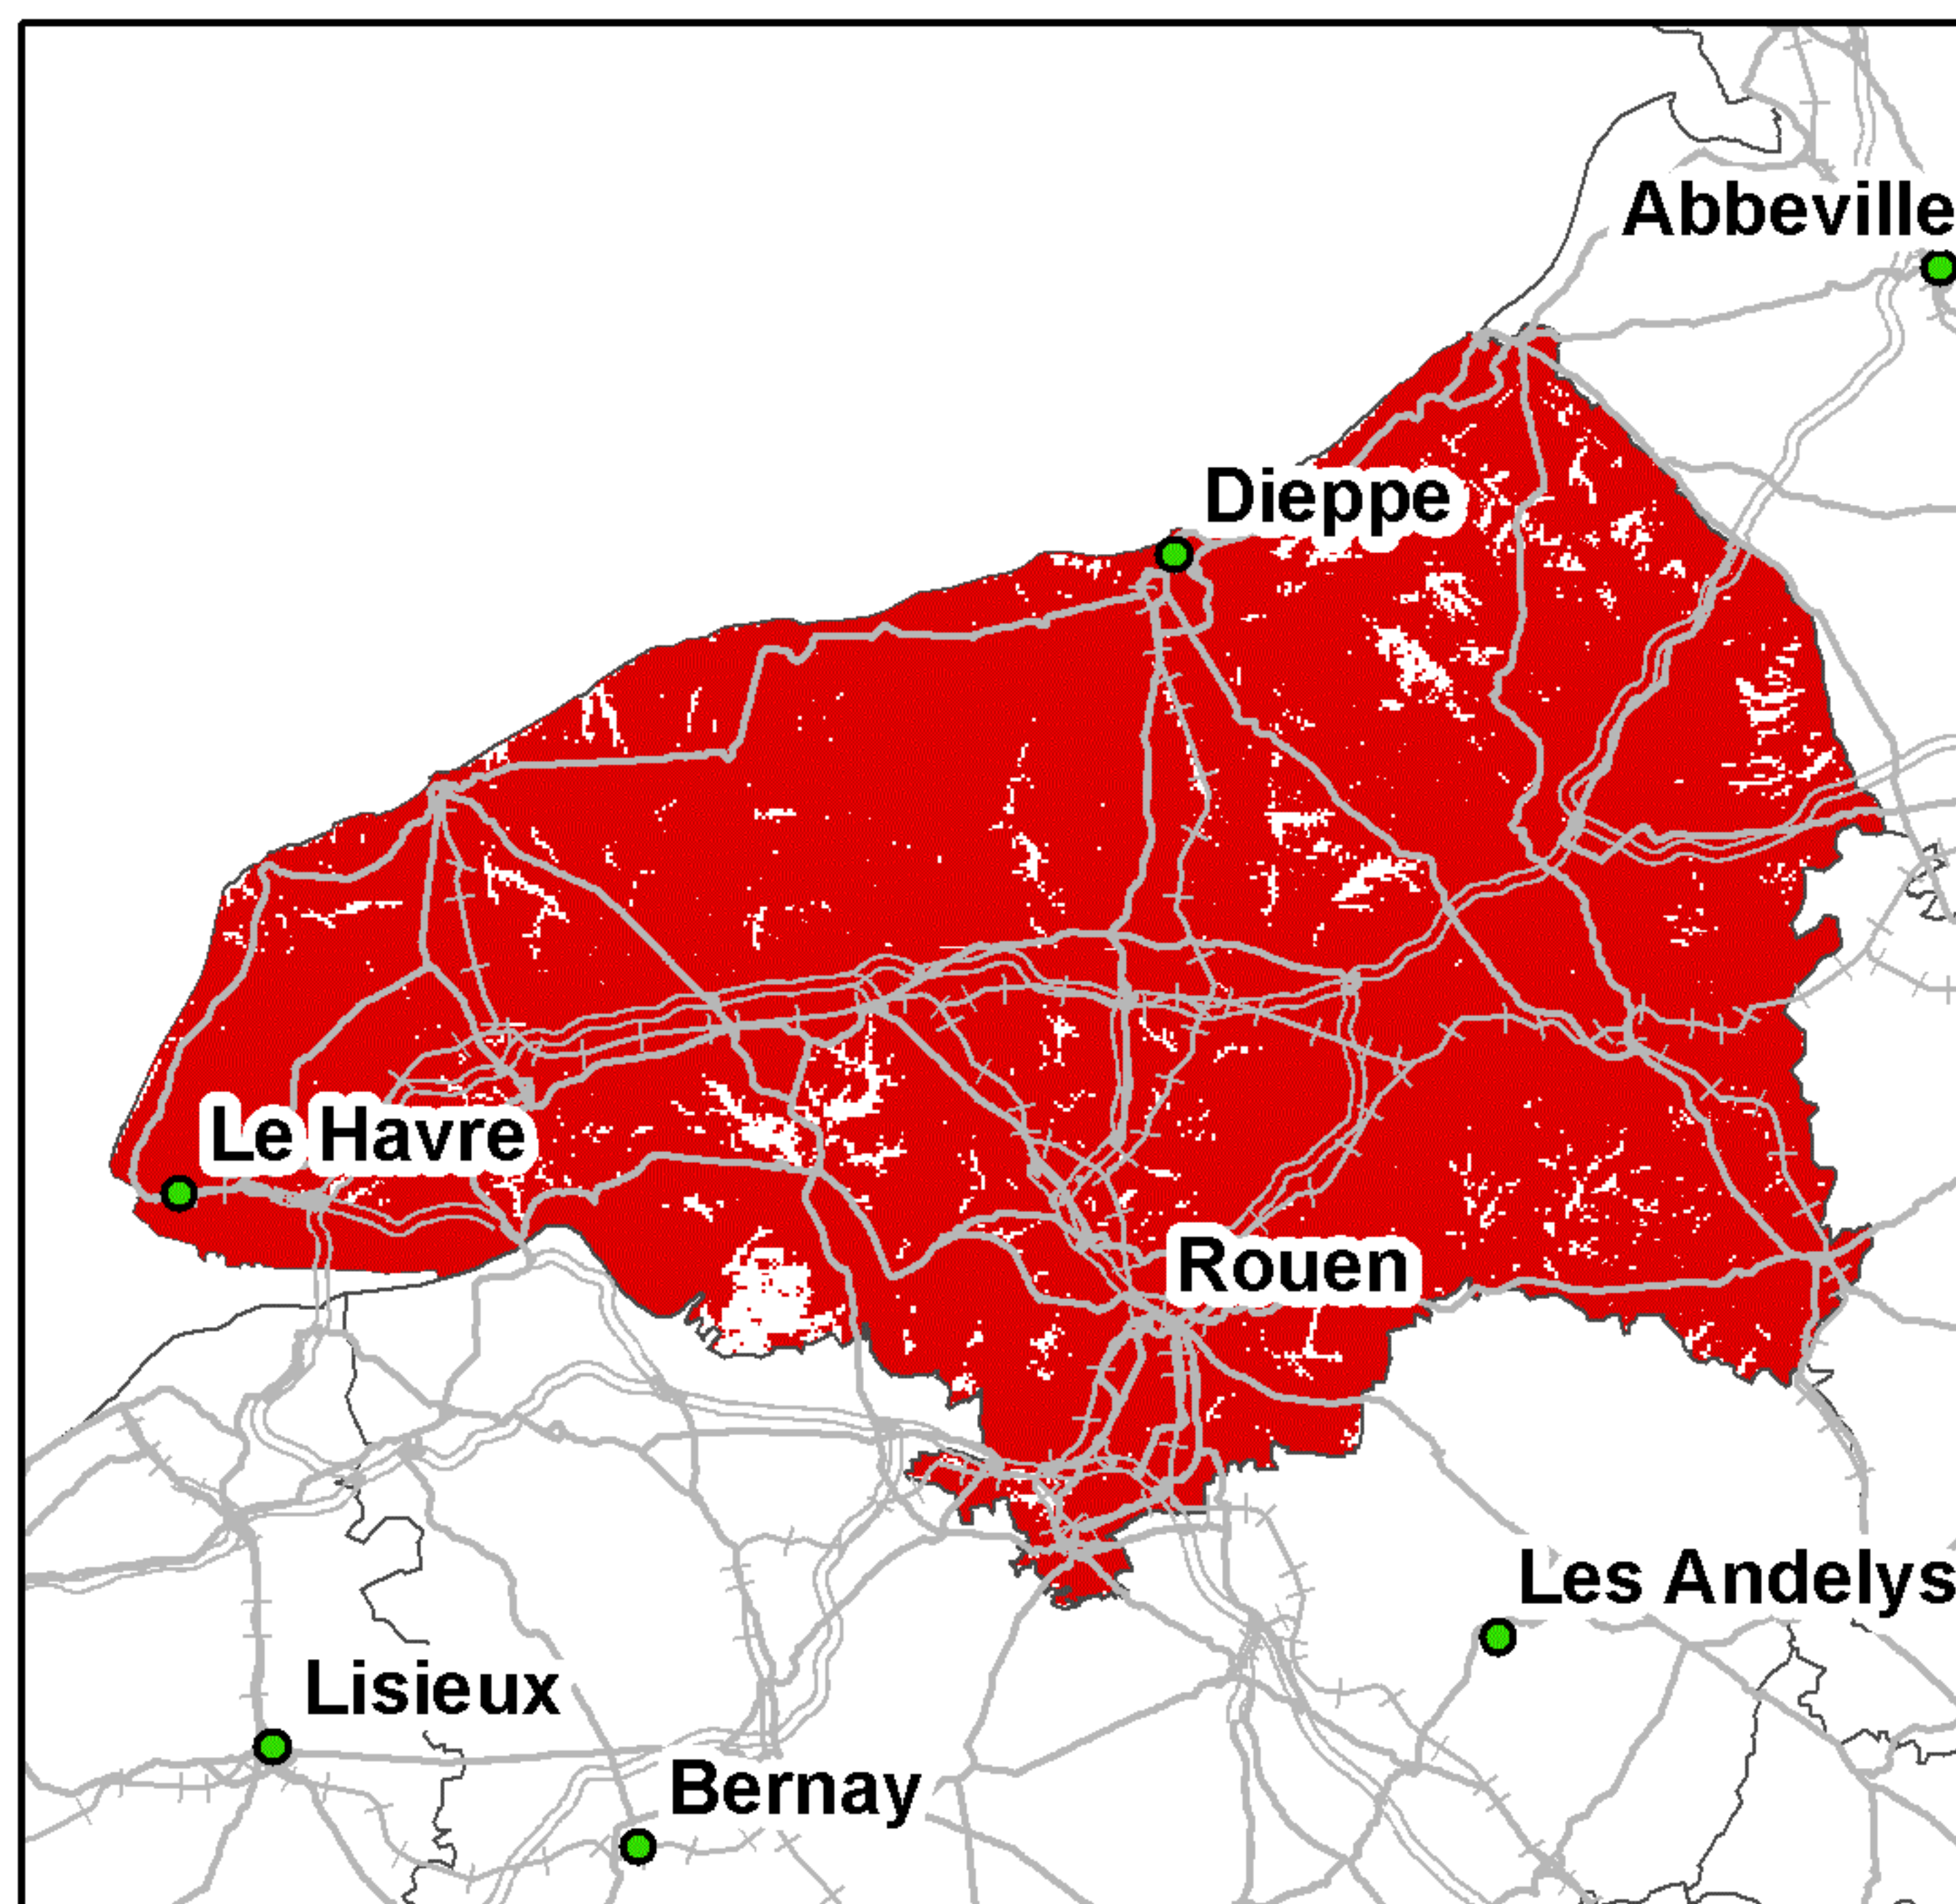 Abbeville
Dieppe
Le Havre
Rouen
Les Andelys
Lisieux
Bernay